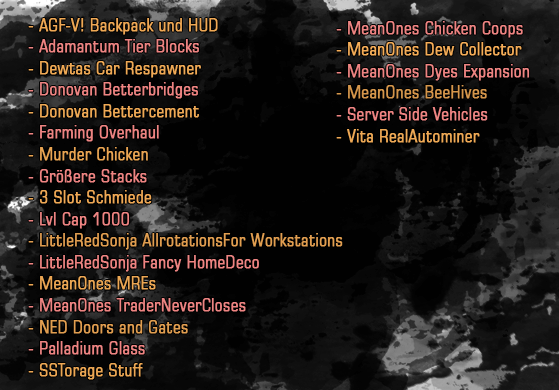 - AGF-V! Backpack und HUD
- Adamantum Tier Blocks
- Dewtas Car Respawner
- Donovan Betterbridges
- Donovan Bettercement
- Farming Overhaul
- Murder Chicken
- Größere Stacks
- 3 Slot Schmiede
- Lvl Cap 1000
- LittleRedSonja AllrotationsFor Workstations
- LittleRedSonja Fancy HomeDeco
- MeanOnes MREs
- MeanOnes TraderNeverCloses
- NED Doors and Gates
- Palladium Glass
- SSTorage Stuff
- MeanOnes Chicken Coops
- MeanOnes Dew Collector
- MeanOnes Dyes Expansion
- MeanOnes BeeHives
- Server Side Vehicles
- Vita RealAutominer